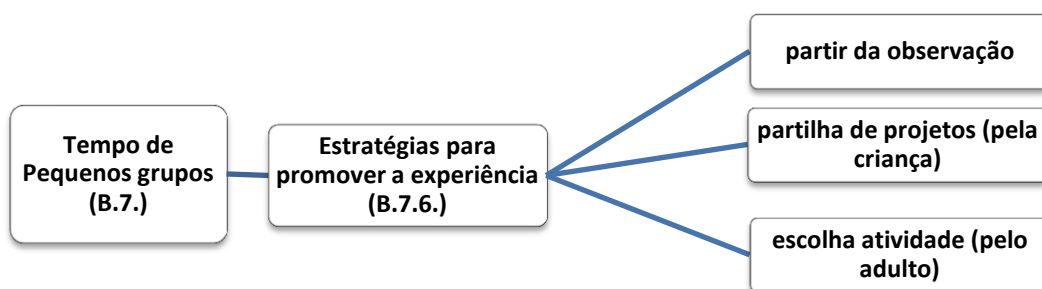 Tempo de
Pequenos grupos
(B.7.)
Estratégias para
promover a experiência
(B.7.6.)
partir da observação
partilha de projetos (pela
criança)
escolha atividade (pelo
adulto)